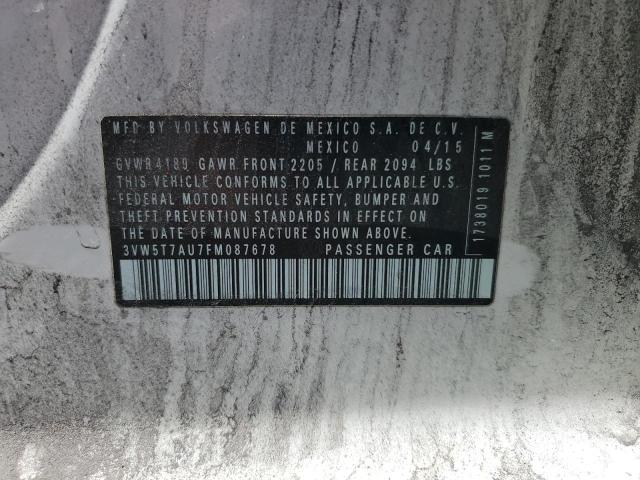 MFD BY VOLKSWAGEN DE MEXICO S.A. DE C.V.
MEXICO 04/15
GVWR 4189 GAWR FRONT 2205 / REAR 2094 LBS
THIS VEHICLE CONFORMS TO ALL APPLICABLE U.S.
FEDERAL MOTOR VEHICLE SAFETY, BUMPER AND
THEFT PREVENTION STANDARDS IN EFFECT ON
THE DATE OF MANUFACTURE SHOWN ABOVE.
3VW5T7AU7FM087678 PASSENGER CAR
1738019 1011 M